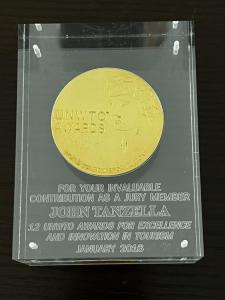 UNWTO
AWARDS
FOR YOUR INVALUABLE
CONTRIBUTION AS A JURY MEMBER
JOHN TANZELLA
12 UNWTO AWARDS FOR EXCELLENCE
AND INNOVATION IN TOURISM
JANUARY 2016